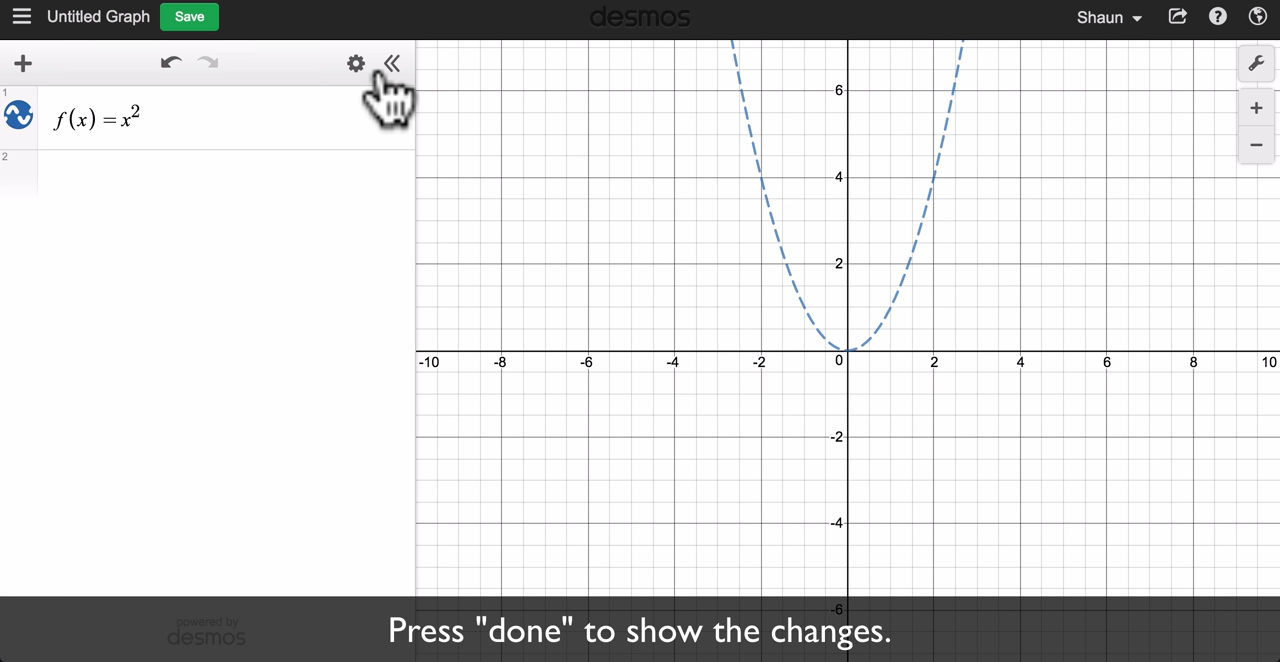 Untitled Graph Save desmos Shaun ?
1
f(x) = x²
2
6
4
2
-10 -8 -6 -4 -2 0 2 4 6 8 10
-2
-4
-6
powered by
desmos
Press "done" to show the changes.